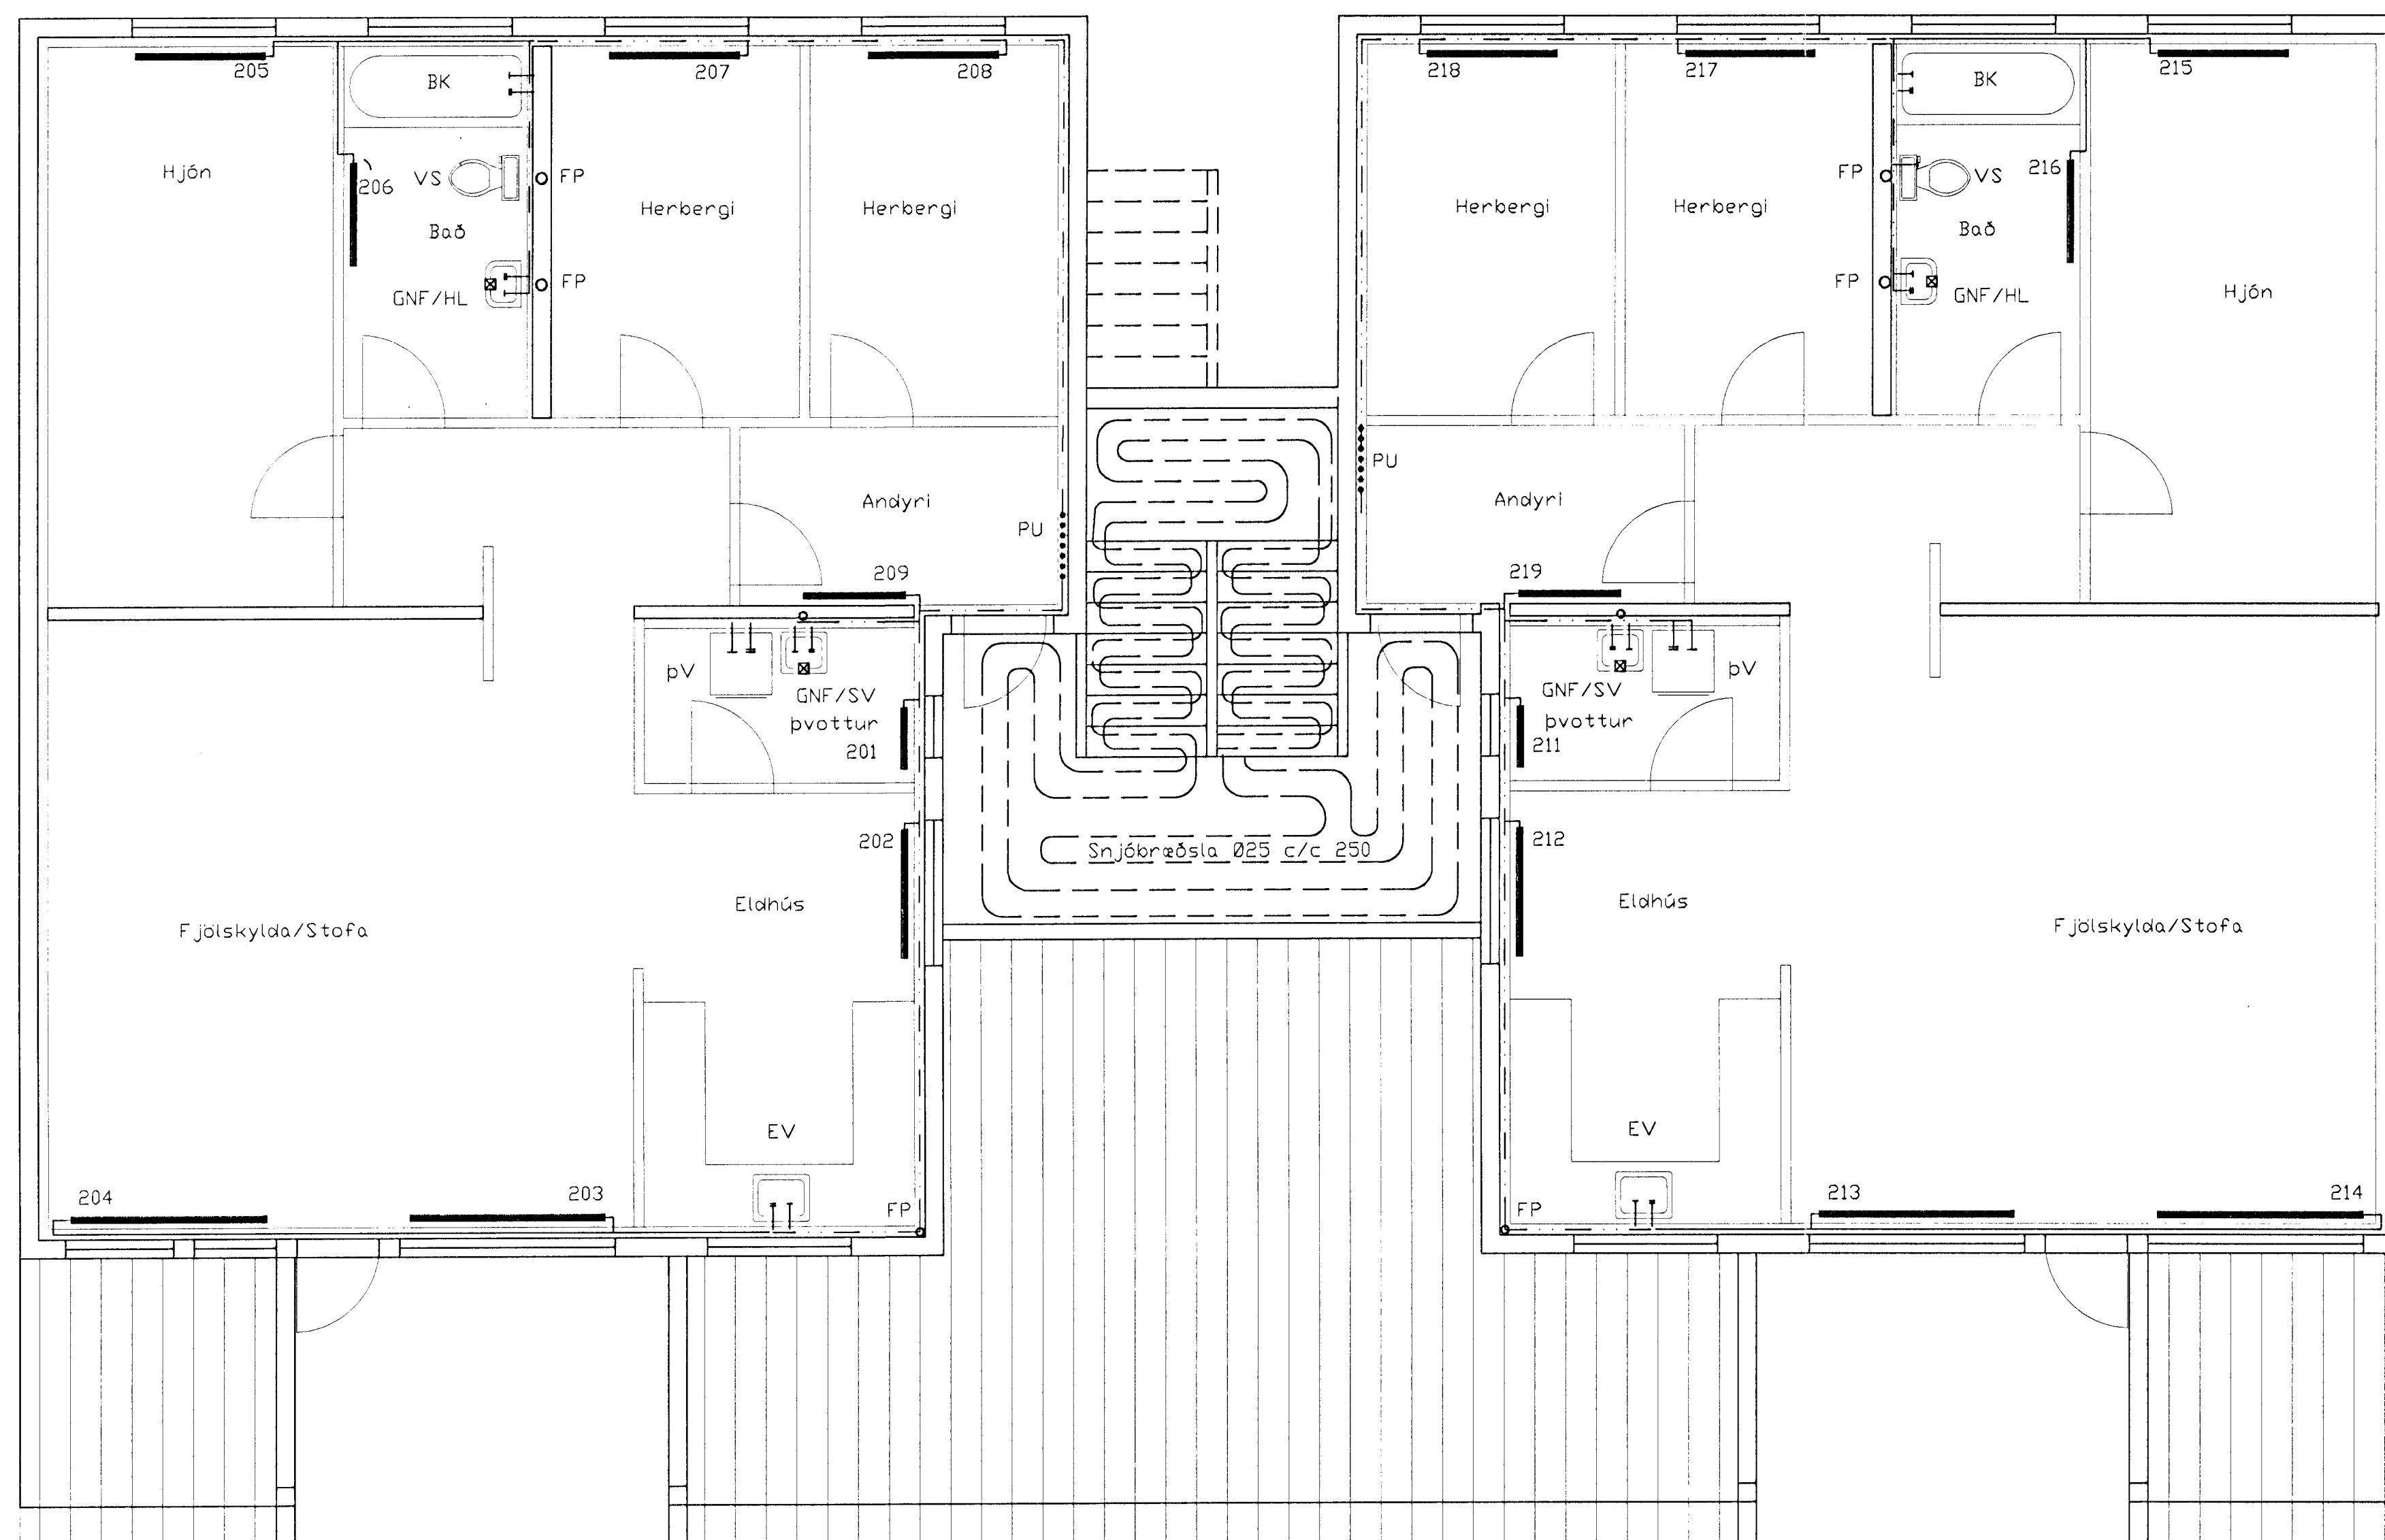 205
BK
207
208
218
217
BK
215
Hjón
206
VS
FP
Herbergi
Herbergi
Herbergi
Herbergi
FP
VS
216
Bað
Bað
GNF/HL
FP
FP
GNF/HL
Hjón
PU
Andyri
Andyri
PU
209
219
þV
GNF/SV
þvottur
201
GNF/SV
þvottur
211
þV
202
Snjóbræðsla Ø25 c/c 250
212
Eldhús
Eldhús
Fjölskylda/Stofa
Fjölskylda/Stofa
EV
EV
204
203
FP
FP
213
214